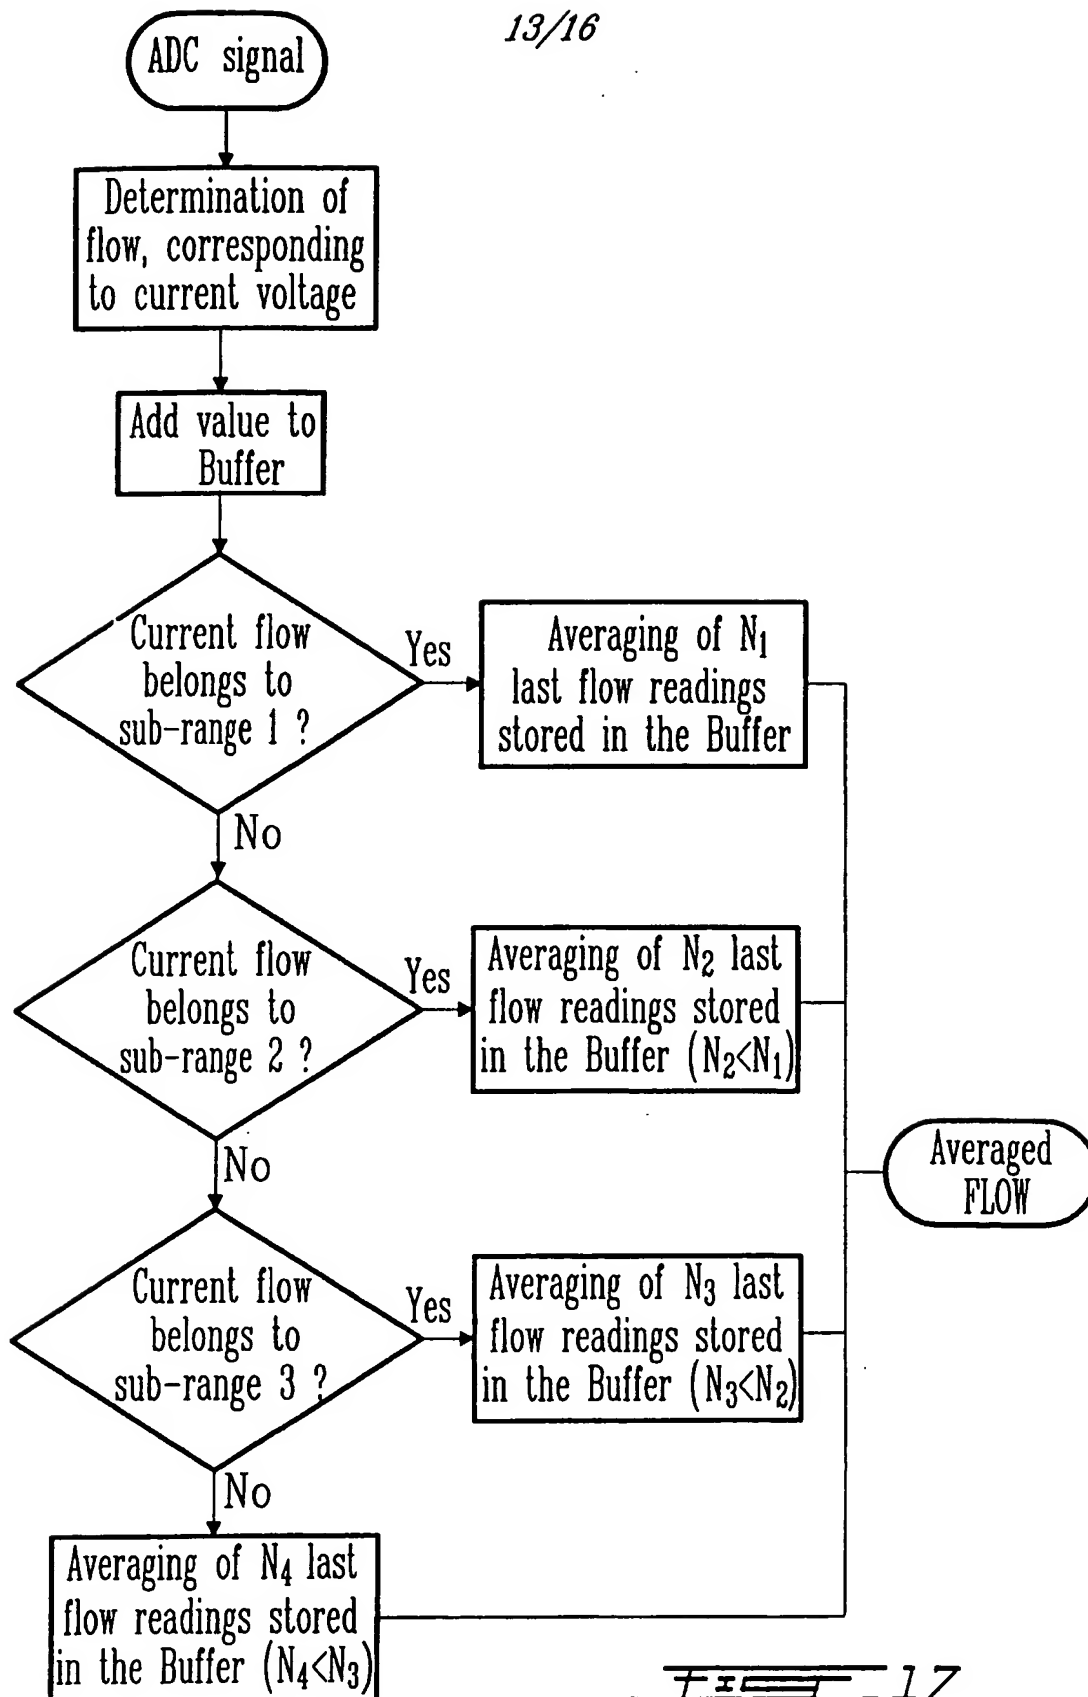 13/16
ADC signal
Determination of
flow, corresponding
to current voltage
Add value to
Buffer
Current flow
belongs to
sub-range 1 ?
Yes
Averaging of N1
last flow readings
stored in the Buffer
No
Current flow
belongs to
sub-range 2 ?
Yes
Averaging of N2 last
flow readings stored
in the Buffer (N2<N1)
No
Averaged
FLOW
Current flow
belongs to
sub-range 3 ?
Yes
Averaging of N3 last
flow readings stored
in the Buffer (N3<N2)
No
Averaging of N4 last
flow readings stored
in the Buffer (N4<N3)
Fig. 17